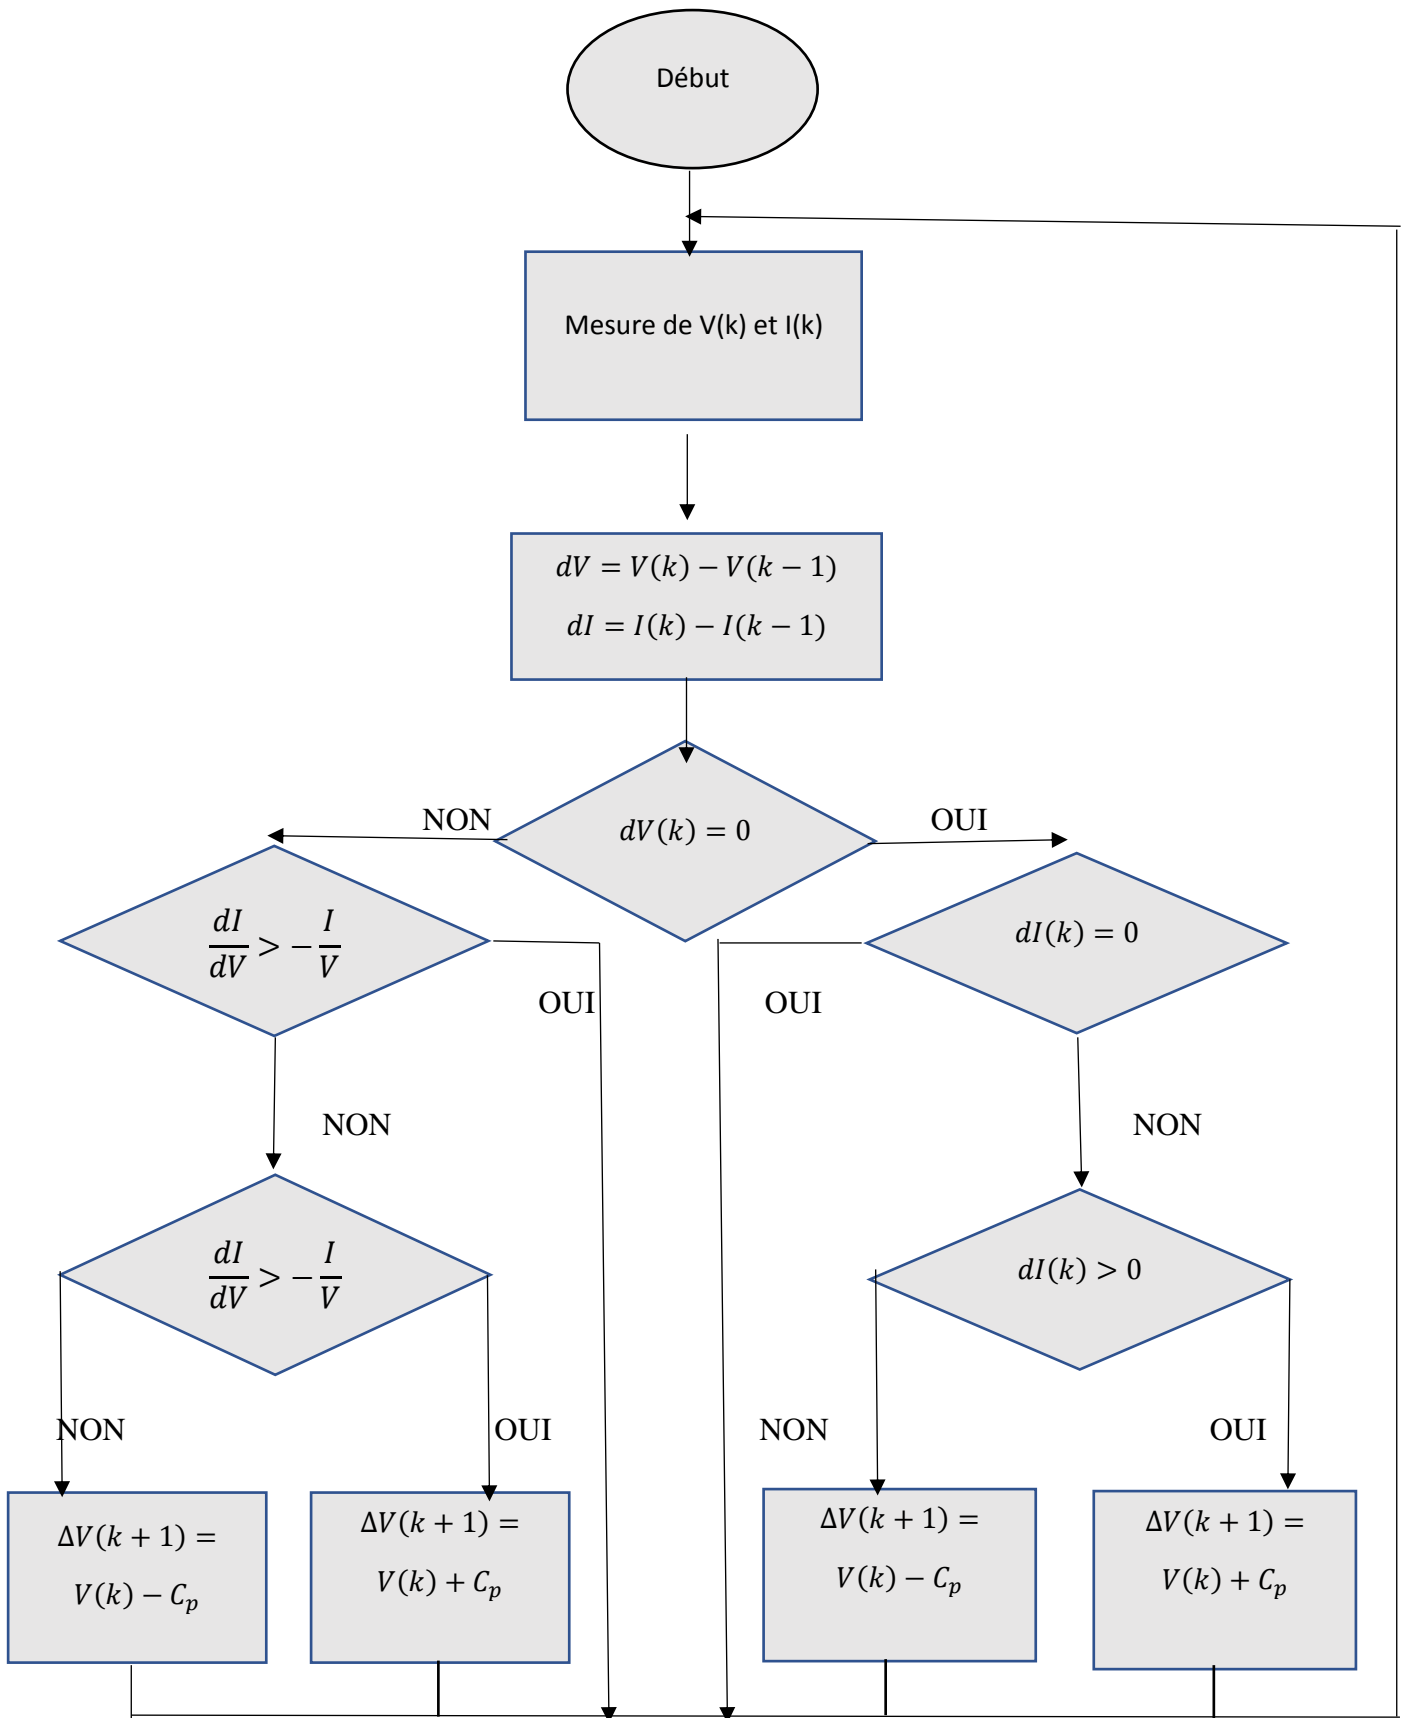 Début
Mesure de V(k) et I(k)
dV = V(k) − V(k − 1)
dI = I(k) − I(k − 1)
NON
dV(k) = 0
OUI
dI/dV > − I/V
dI(k) = 0
OUI
OUI
NON
NON
dI/dV > − I/V
dI(k) > 0
NON
OUI
NON
OUI
ΔV(k + 1) =
V(k) − Cₚ
ΔV(k + 1) =
V(k) + Cₚ
ΔV(k + 1) =
V(k) − Cₚ
ΔV(k + 1) =
V(k) + Cₚ